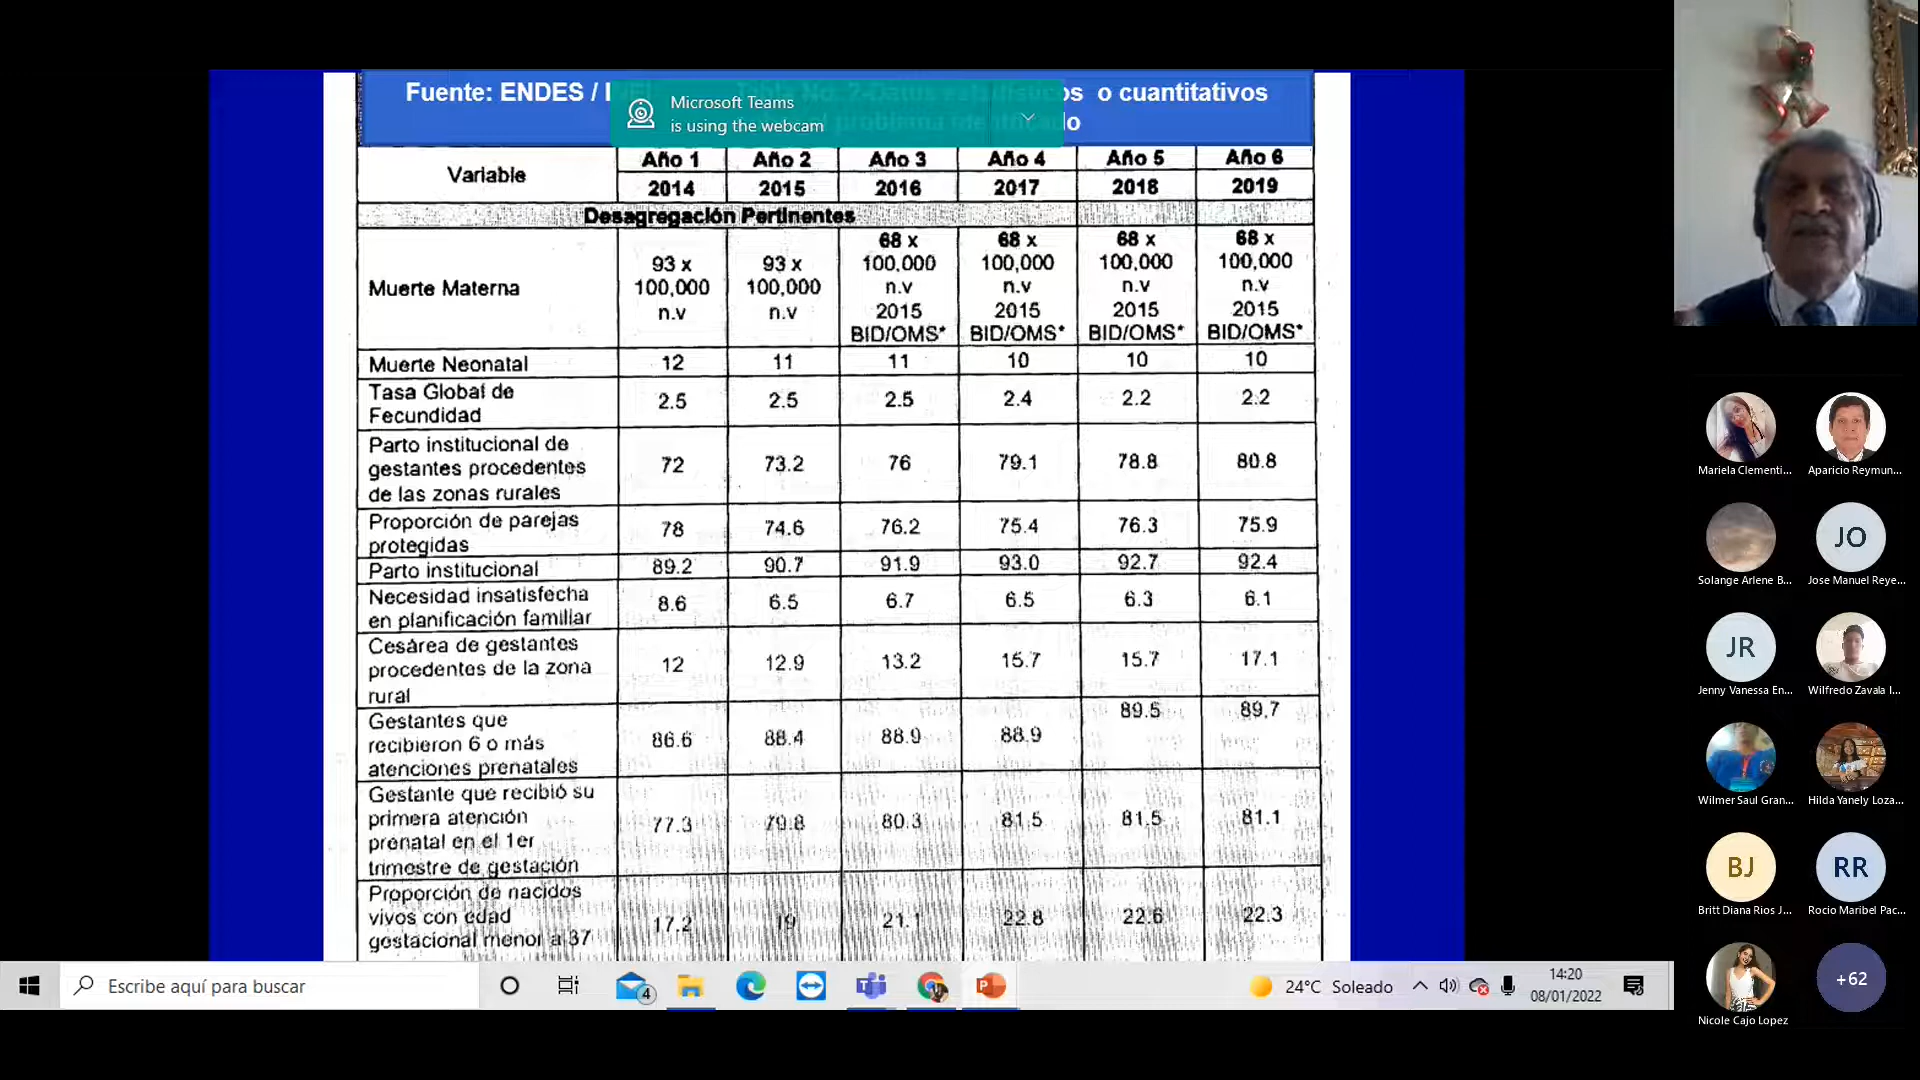 Fuente: ENDES / INEI
os o cuantitativos
Microsoft Teams
is using the webcam
problema identificado
Variable
Año 1 Año 2 Año 3 Año 4 Año 5 Año 6
2014 2015 2016 2017 2018 2019
Desagregación Pertinentes
Muerte Materna
93 x
100,000
n.v
93 x
100,000
n.v
68 x
100,000
n.v
2015
BID/OMS*
68 x
100,000
n.v
2015
BID/OMS*
68 x
100,000
n.v
2015
BID/OMS*
68 x
100,000
n.v
2015
BID/OMS*
Muerte Neonatal 12 11 11 10 10 10
Tasa Global de
Fecundidad
2.5 2.5 2.5 2.4 2.2 2.2
Parto institucional de
gestantes procedentes
de las zonas rurales
72 73.2 76 79.1 78.8 80.8
Proporción de parejas
protegidas
78 74.6 76.2 75.4 76.3 75.9
Parto institucional 89.2 90.7 91.9 93.0 92.7 92.4
Necesidad insatisfecha
en planificación familiar
8.6 6.5 6.7 6.5 6.3 6.1
Cesárea de gestantes
procedentes de la zona
rural
12 12.9 13.2 15.7 15.7 17.1
Gestantes que
recibieron 6 o más
atenciones prenatales
86.6 88.4 88.9 88.9 89.5 89.7
Gestante que recibió su
primera atención
prenatal en el 1er
trimestre de gestación
77.3 79.8 80.3 81.5 81.5 81.1
Proporción de nacidos
vivos con edad
gestacional menor a 37
17.2 19 21.1 22.8 22.6 22.3
Escribe aquí para buscar
4
24°C Soleado
14:20
08/01/2022
Mariela Clementi...
Aparicio Reymun...
Solange Arlene B...
JO
Jose Manuel Reye...
JR
Jenny Vanessa En...
Wilfredo Zavala I...
Wilmer Saul Gran...
Hilda Yanely Loza...
BJ
Britt Diana Rios J...
RR
Rocio Maribel Pac...
Nicole Cajo Lopez
+62